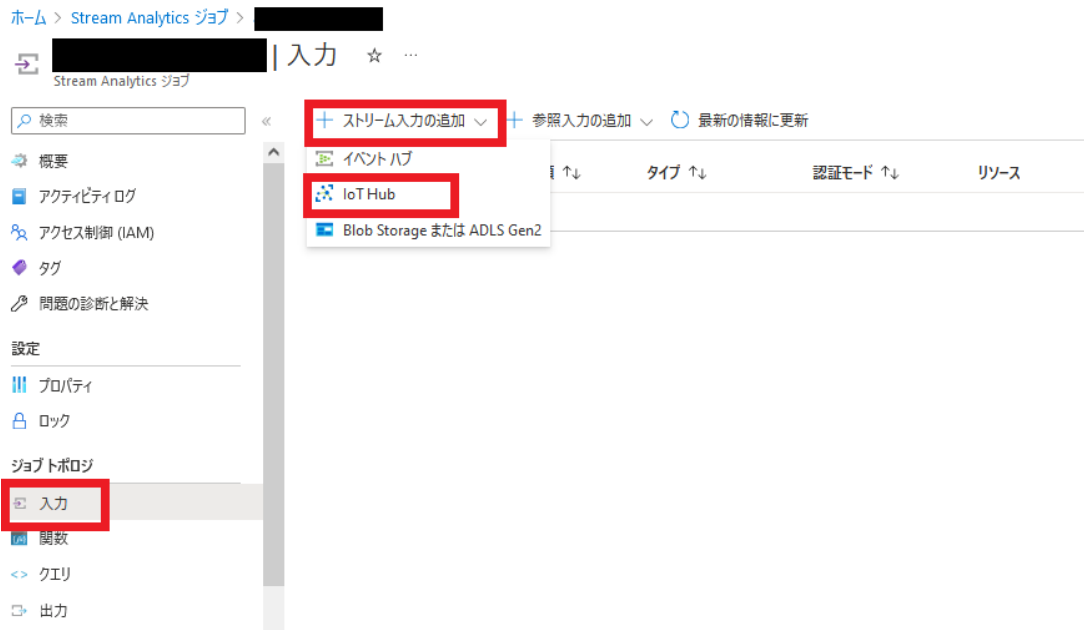 ホーム > Stream Analytics ジョブ >
| 入力 ☆ …
Stream Analytics ジョブ
検索 «
概要
アクティビティ ログ
アクセス制御 (IAM)
タグ
問題の診断と解決
設定
プロパティ
ロック
ジョブ トポロジ
入力
関数
クエリ
出力
+ ストリーム入力の追加 + 参照入力の追加 最新の情報に更新
イベント ハブ
IoT Hub
Blob Storage または ADLS Gen2
↑↓ タイプ ↑↓ 認証モード ↑↓ リソース